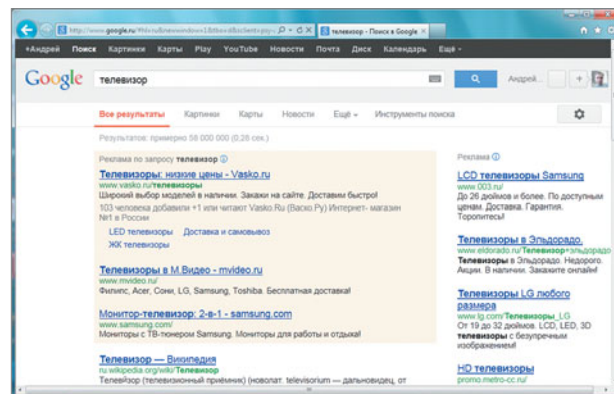 телевизор - Поиск в Google
+Андрей Поиск Картинки Карты Play YouTube Новости Почта Диск Календарь Ещё
Google телевизор Андрей...
Все результаты Картинки Карты Новости Ещё Инструменты поиска
Результатов: примерно 58 000 000 (0,28 сек.)
Реклама по запросу телевизор
Телевизоры: низкие цены - Vasko.ru
www.vasko.ru/телевизоры
Широкий выбор моделей в наличии. Закажи на сайте. Доставим быстро!
103 человека добавили +1 или читают Vasko.Ru (Васко.Ру) Интернет- магазин
№1 в России
LED телевизоры Доставка и самовывоз
ЖК телевизоры
Телевизоры в М.Видео - mvideo.ru
www.mvideo.ru/
Филипс, Acer, Сони, LG, Samsung, Toshiba. Бесплатная доставка!
Монитор-телевизор: 2-в-1 - samsung.com
www.samsung.com/
Мониторы с ТВ-тюнером Samsung. Мониторы для работы и отдыха!
Телевизор — Википедия
ru.wikipedia.org/wiki/Телевизор
Телевизор (телевизионный приёмник) (новолат. televisorium — дальновидец, от
Реклама
LCD телевизоры Samsung
www.003.ru/
До 26 дюймов и более. По доступным
ценам. Доставка. Гарантия.
Торопитесь!
Телевизоры в Эльдорадо.
www.eldorado.ru/Телевизор+эльдорадо
Телевизоры в Эльдорадо. Недорого.
Акции. В наличии. Закажите онлайн!
Телевизоры LG любого
размера
www.lg.com/Телевизоры_LG
От 19 до 32 дюймов. LCD, LED, 3D
телевизоры с безупречным
изображением!
HD телевизоры
promo.metro-cc.ru/